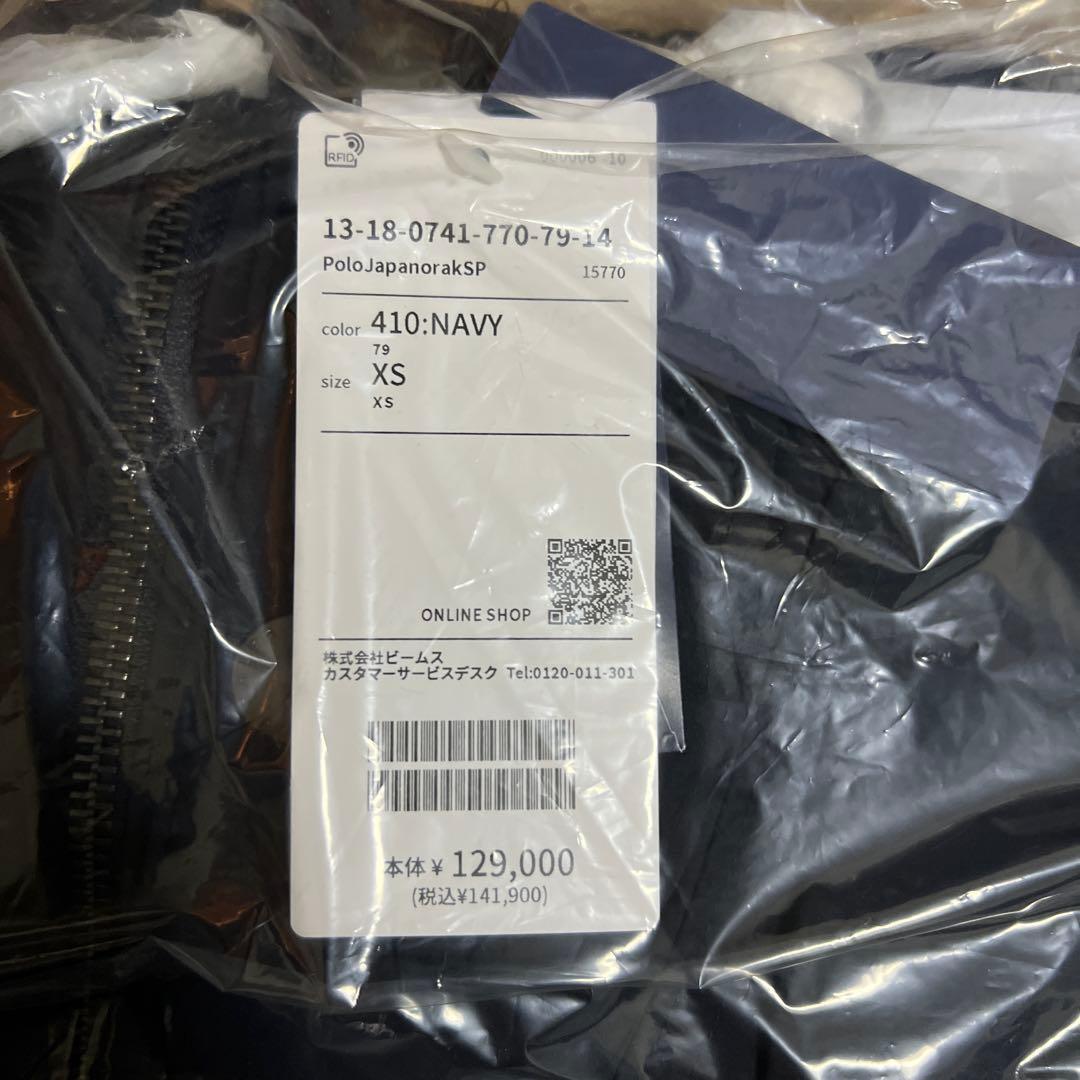 RFID
000006 10
13-18-0741-770-79-14
PoloJapanorakSP 15770
color 410:NAVY
79
size XS
XS
ONLINE SHOP
株式会社ビームス
カスタマーサービスデスク Tel:0120-011-301
本体¥ 129,000
(税込¥141,900)